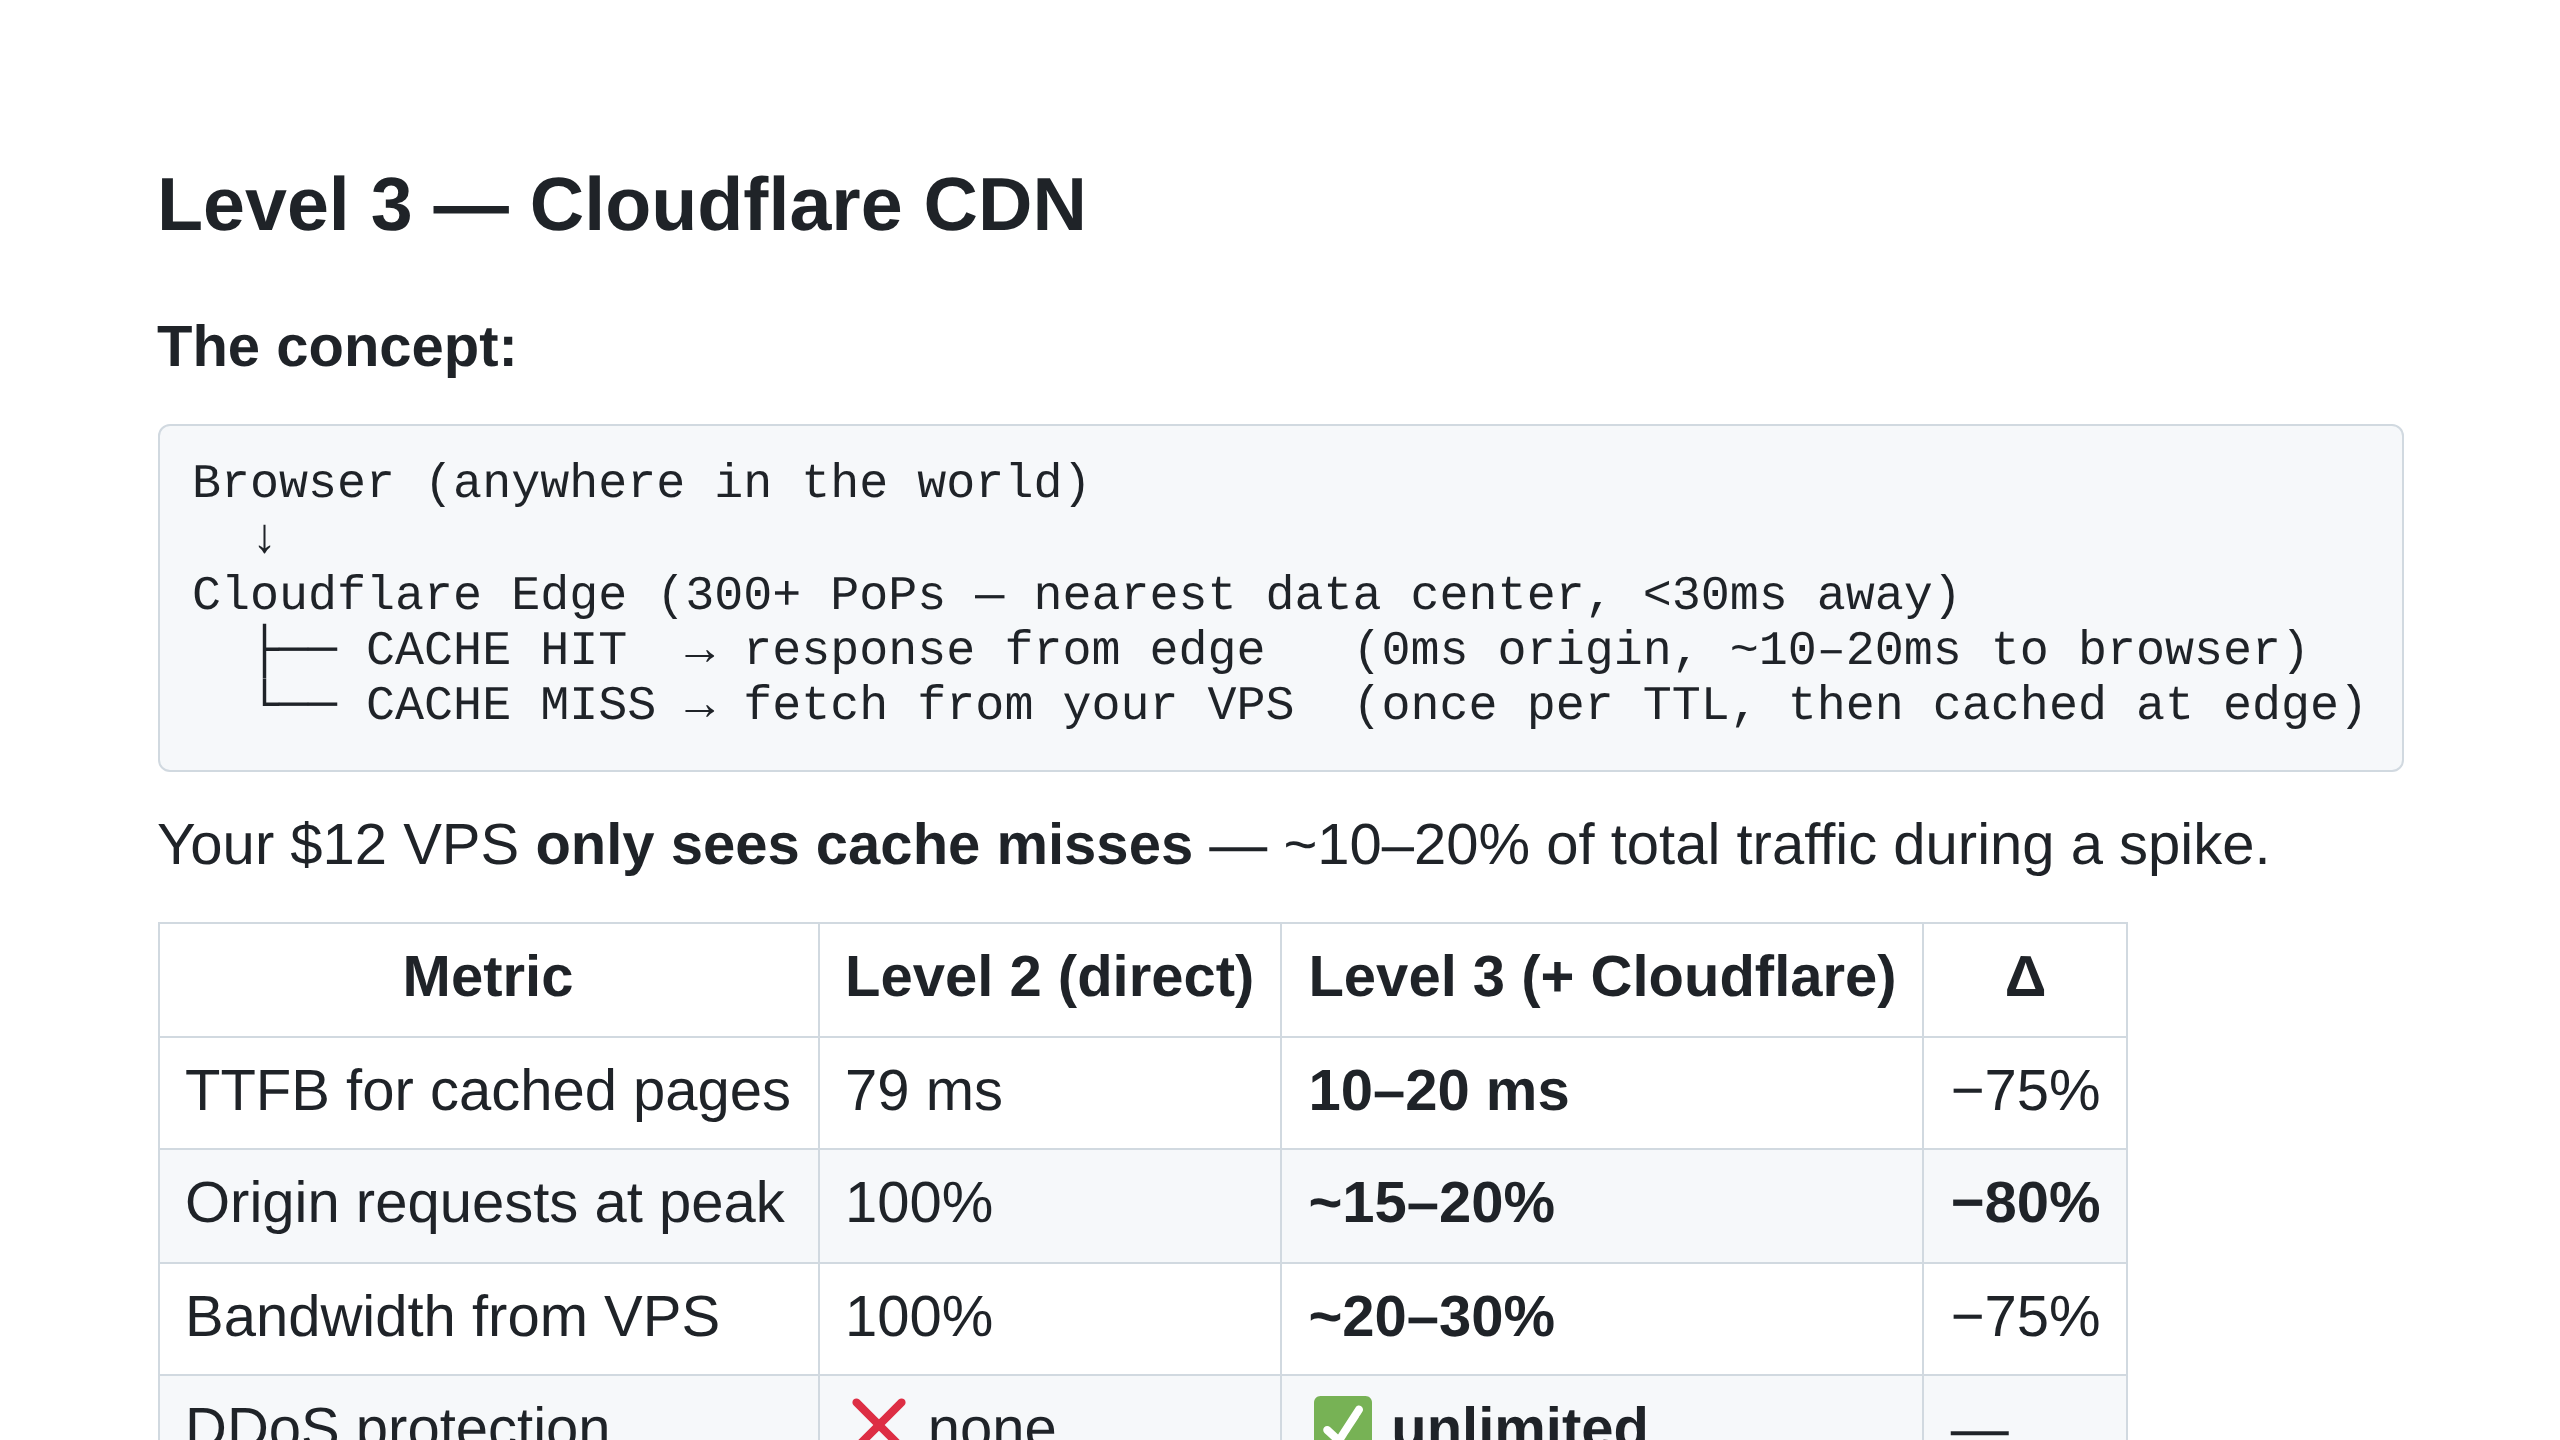 Level 3 — Cloudflare CDN
The concept:
Browser (anywhere in the world)
  ↓
Cloudflare Edge (300+ PoPs — nearest data center, <30ms away)
  ├── CACHE HIT  → response from edge   (0ms origin, ~10–20ms to browser)
  └── CACHE MISS → fetch from your VPS  (once per TTL, then cached at edge)
Your $12 VPS only sees cache misses — ~10–20% of total traffic during a spike.
Metric Level 2 (direct) Level 3 (+ Cloudflare) Δ
TTFB for cached pages 79 ms 10–20 ms −75%
Origin requests at peak 100% ~15–20% −80%
Bandwidth from VPS 100% ~20–30% −75%
DDoS protection ❌ none ✅ unlimited —